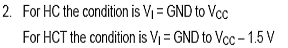 2. For HC the condition is VI = GND to VCC
For HCT the condition is VI = GND to VCC – 1.5 V